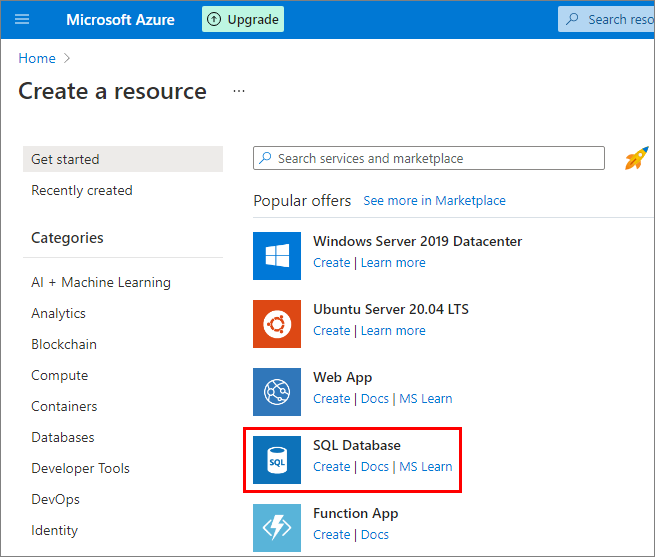 Microsoft Azure
Upgrade
Search reso
Home
Create a resource
...
Get started
Recently created
Categories
AI + Machine Learning
Analytics
Blockchain
Compute
Containers
Databases
Developer Tools
DevOps
Identity
Search services and marketplace
Popular offers See more in Marketplace
Windows Server 2019 Datacenter
Create | Learn more
Ubuntu Server 20.04 LTS
Create | Learn more
Web App
Create | Docs | MS Learn
SQL
SQL Database
Create | Docs | MS Learn
Function App
Create | Docs